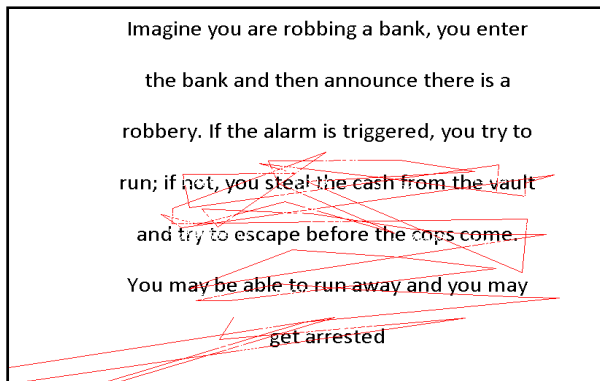 Imagine you are robbing a bank, you enter
the bank and then announce there is a
robbery. If the alarm is triggered, you try to
run; if not, you steal the cash from the vault
and try to escape before the cops come.
You may be able to run away and you may
get arrested